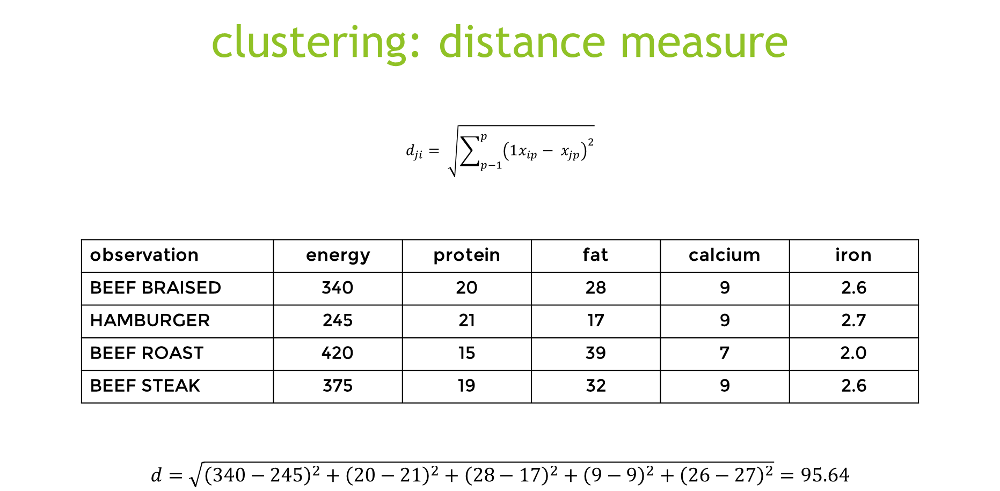 clustering: distance measure
d_{ji} = \sqrt{\sum_{p-1}^{p} (1x_{ip} - x_{jp})^2}
observation energy protein fat calcium iron
BEEF BRAISED 340 20 28 9 2.6
HAMBURGER 245 21 17 9 2.7
BEEF ROAST 420 15 39 7 2.0
BEEF STEAK 375 19 32 9 2.6
d = \sqrt{(340 - 245)^2 + (20 - 21)^2 + (28 - 17)^2 + (9 - 9)^2 + (26 - 27)^2} = 95.64